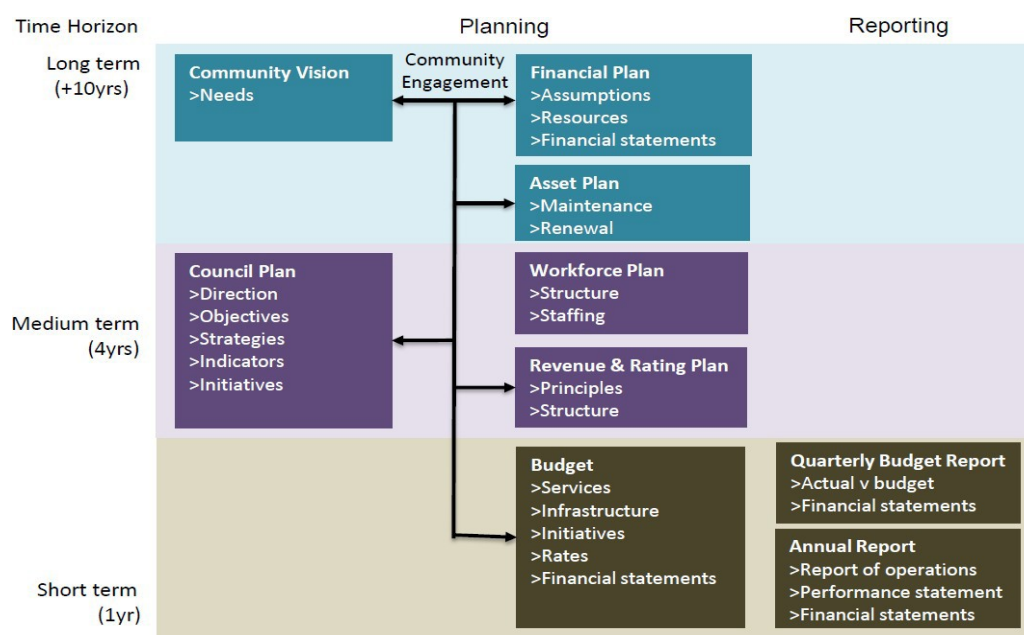 Time Horizon
Planning
Reporting
Long term
(+10yrs)
Community Vision
>Needs
Community
Engagement
Financial Plan
>Assumptions
>Resources
>Financial statements
Asset Plan
>Maintenance
>Renewal
Medium term
(4yrs)
Council Plan
>Direction
>Objectives
>Strategies
>Indicators
>Initiatives
Workforce Plan
>Structure
>Staffing
Revenue & Rating Plan
>Principles
>Structure
Short term
(1yr)
Budget
>Services
>Infrastructure
>Initiatives
>Rates
>Financial statements
Quarterly Budget Report
>Actual v budget
>Financial statements
Annual Report
>Report of operations
>Performance statement
>Financial statements